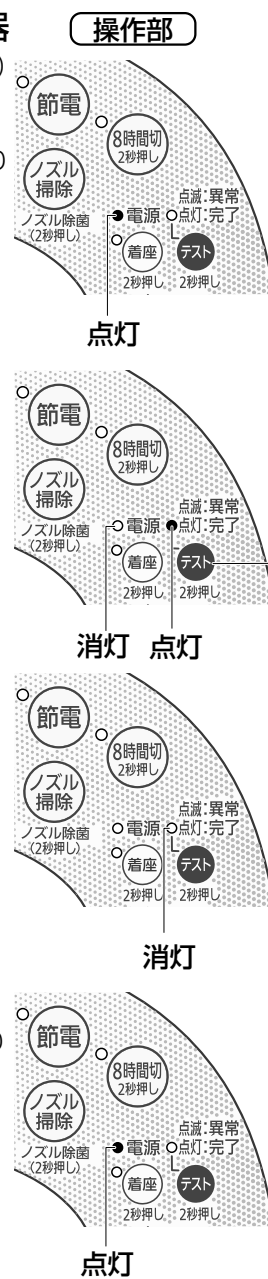 器
操作部
)
節電
8時間切
2秒押し
)
ノズル
掃除
ノズル除菌
(2秒押し)
点滅:異常
電源 点灯:完了
着座 テスト
2秒押し 2秒押し
点灯
節電
8時間切
2秒押し
ノズル
掃除
ノズル除菌
(2秒押し)
点滅:異常
電源 点灯:完了
着座 テスト
2秒押し 2秒押し
消灯 点灯
節電
8時間切
2秒押し
ノズル
掃除
ノズル除菌
(2秒押し)
点滅:異常
電源 点灯:完了
着座 テスト
2秒押し 2秒押し
消灯
)
節電
8時間切
2秒押し
ノズル
掃除
ノズル除菌
(2秒押し)
点滅:異常
電源 点灯:完了
着座 テスト
2秒押し 2秒押し
点灯